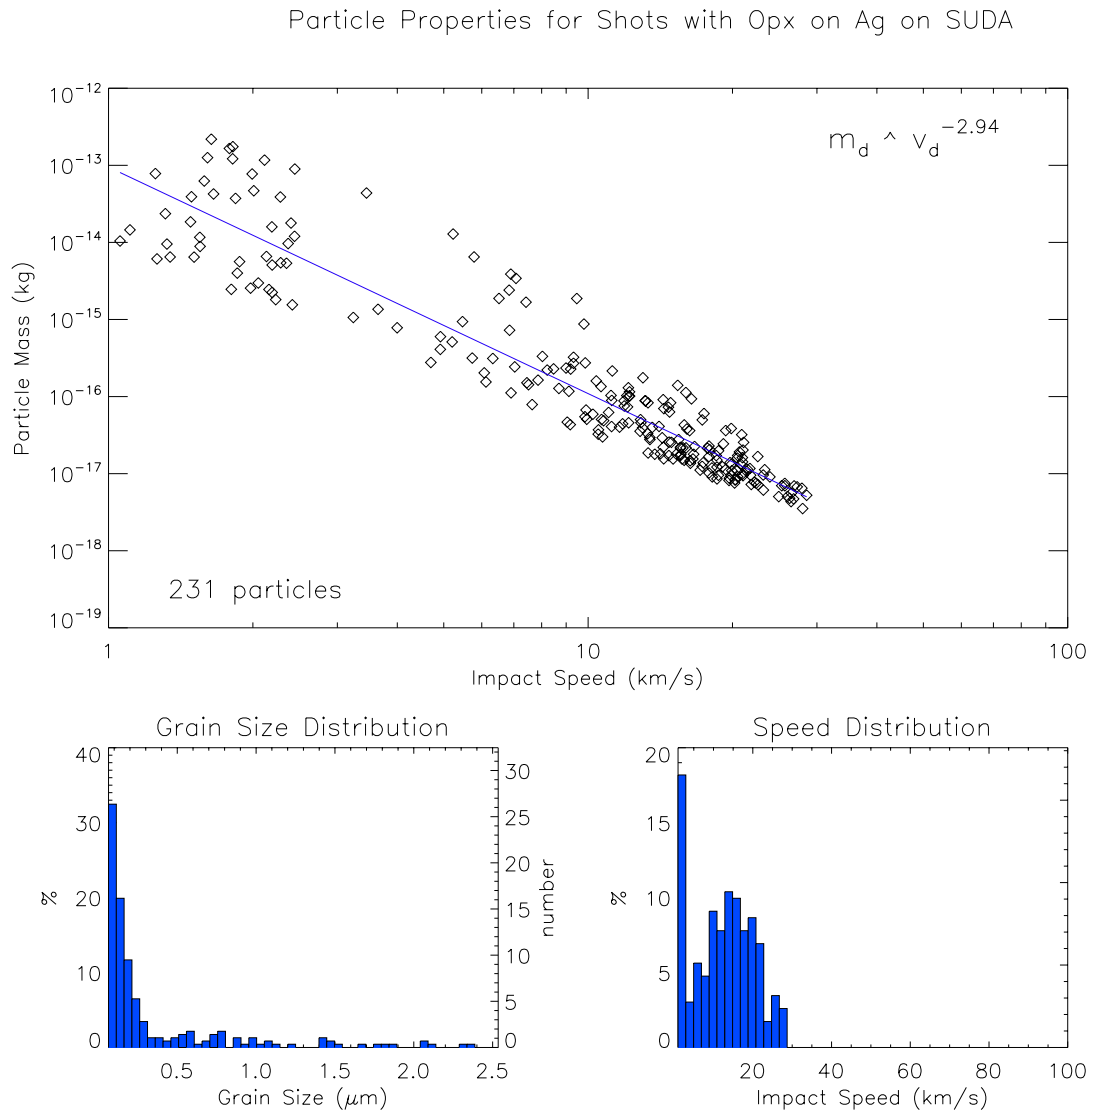 Particle Properties for Shots with Opx on Ag on SUDA
10^-12
10^-13
10^-14
10^-15
10^-16
10^-17
10^-18
10^-19
Particle Mass (kg)
m_d ^ v_d^-2.94
231 particles
1 10 100
Impact Speed (km/s)
Grain Size Distribution
40
30
20
10
0
%
30
25
20
15
10
5
0
number
0.5 1.0 1.5 2.0 2.5
Grain Size (μm)
Speed Distribution
20
15
10
5
0
%
20 40 60 80 100
Impact Speed (km/s)